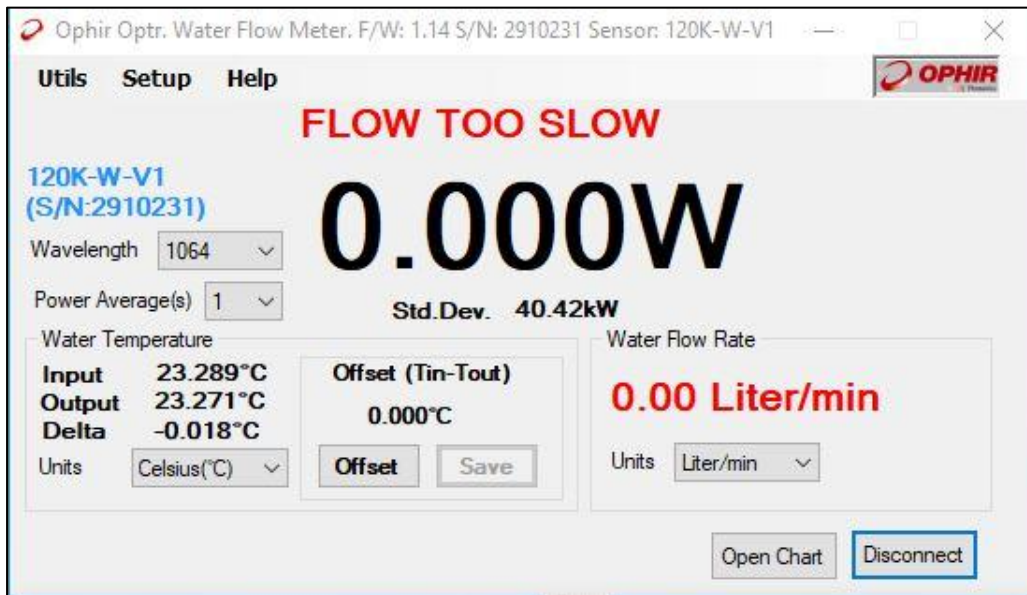 Ophir Optr. Water Flow Meter. F/W: 1.14 S/N: 2910231 Sensor: 120K-W-V1
Utils Setup Help
OPHIR
FLOW TOO SLOW
120K-W-V1
(S/N:2910231)
0.000W
Wavelength 1064
Power Average(s) 1
Std.Dev. 40.42kW
Water Temperature
Input 23.289°C
Output 23.271°C
Delta -0.018°C
Units Celsius(°C)
Offset (Tin-Tout)
0.000°C
Offset Save
Water Flow Rate
0.00 Liter/min
Units Liter/min
Open Chart Disconnect